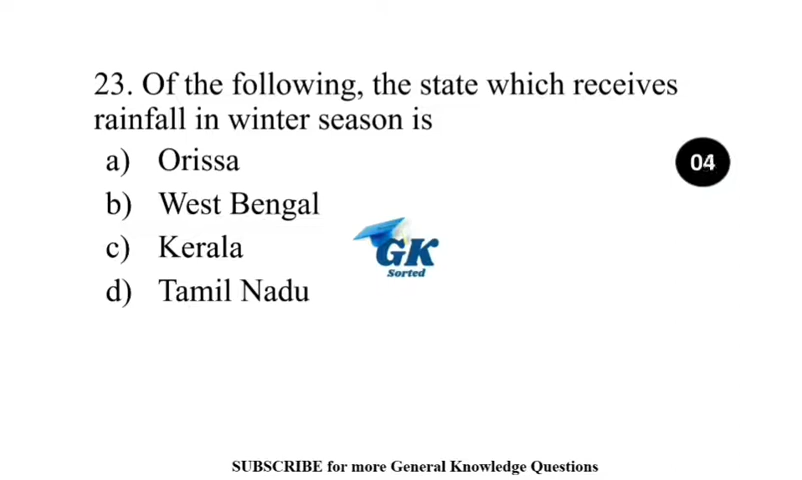 23. Of the following, the state which receives
rainfall in winter season is
a) Orissa
04
b) West Bengal
c) Kerala
GK
Sorted
d) Tamil Nadu
SUBSCRIBE for more General Knowledge Questions